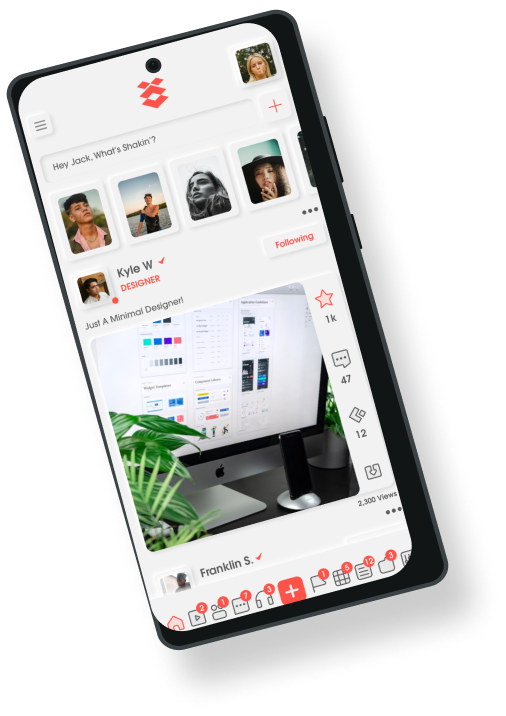 Hey Jack, What's Shakin'?
Following
Kyle W
DESIGNER
Just A Minimal Designer!
1k
47
12
2,300 Views
Franklin S.
2
1
7
3
1
5
12
3